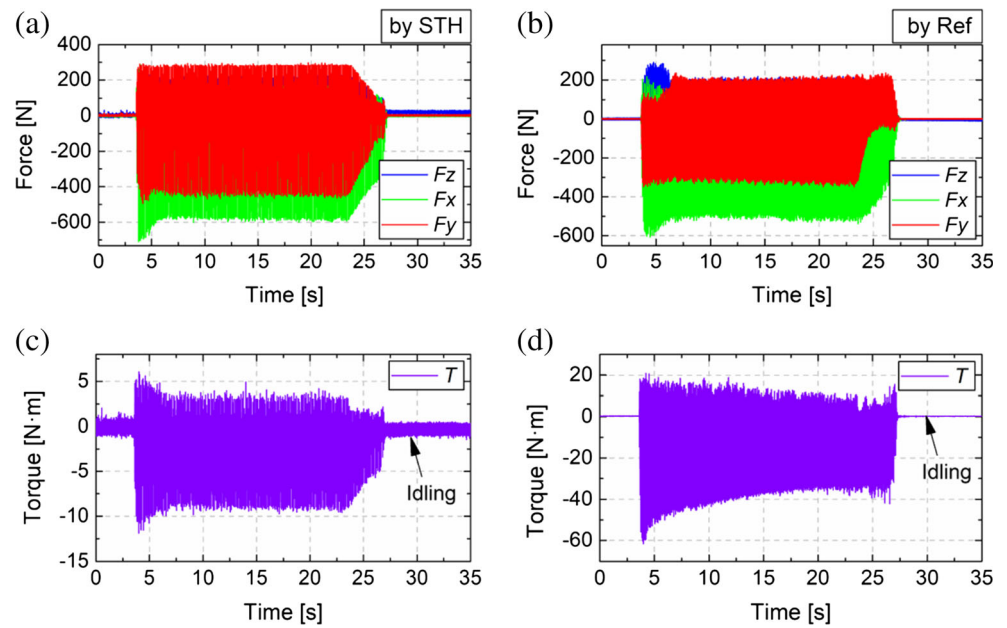 (a)
by STH
400
200
0
-200
-400
-600
Force [N]
Fz
Fx
Fy
0 5 10 15 20 25 30 35
Time [s]
(b)
by Ref
200
0
-200
-400
-600
Force [N]
Fz
Fx
Fy
0 5 10 15 20 25 30 35
Time [s]
(c)
5
0
-5
-10
-15
Torque [N·m]
T
Idling
0 5 10 15 20 25 30 35
Time [s]
(d)
20
0
-20
-40
-60
Torque [N·m]
T
Idling
0 5 10 15 20 25 30 35
Time [s]